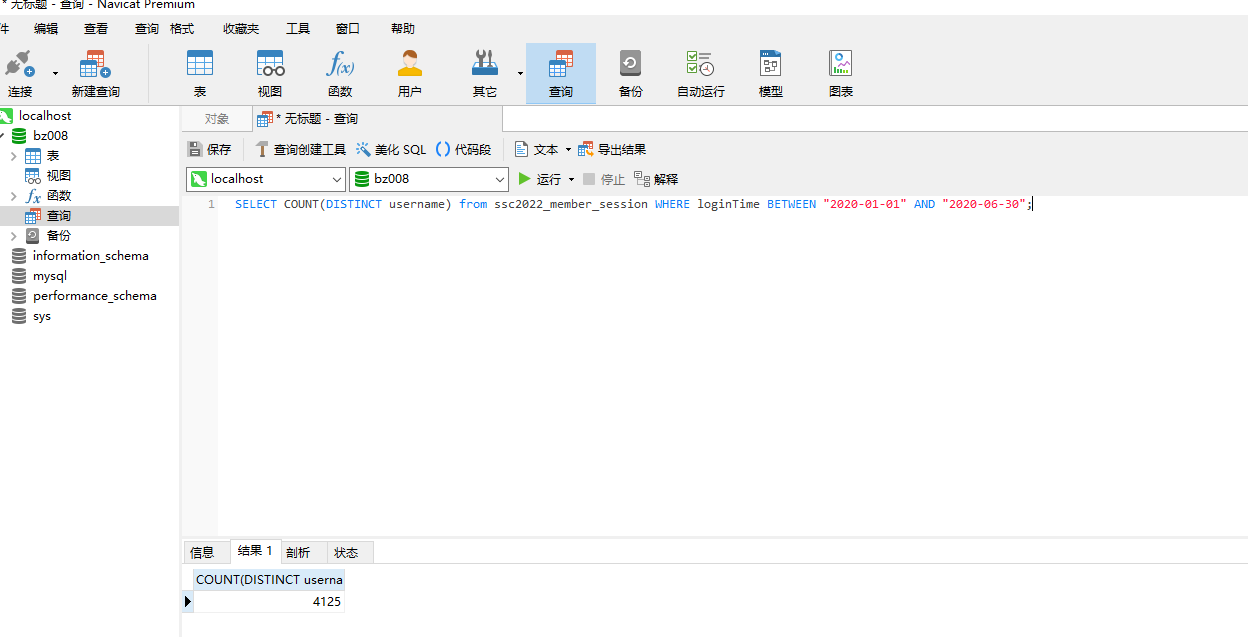 * 无标题 - 查询 - Navicat Premium
件 编辑 查看 查询 格式 收藏夹 工具 窗口 帮助
连接 新建查询 表 视图 函数 用户 其它 查询 备份 自动运行 模型 图表
localhost
bz008
表
视图
函数
查询
备份
information_schema
mysql
performance_schema
sys
对象 * 无标题 - 查询
保存 查询创建工具 美化 SQL () 代码段 文本 导出结果
localhost bz008 运行 停止 解释
1 SELECT COUNT(DISTINCT username) from ssc2022_member_session WHERE loginTime BETWEEN "2020-01-01" AND "2020-06-30";
信息 结果 1 剖析 状态
COUNT(DISTINCT userna
4125